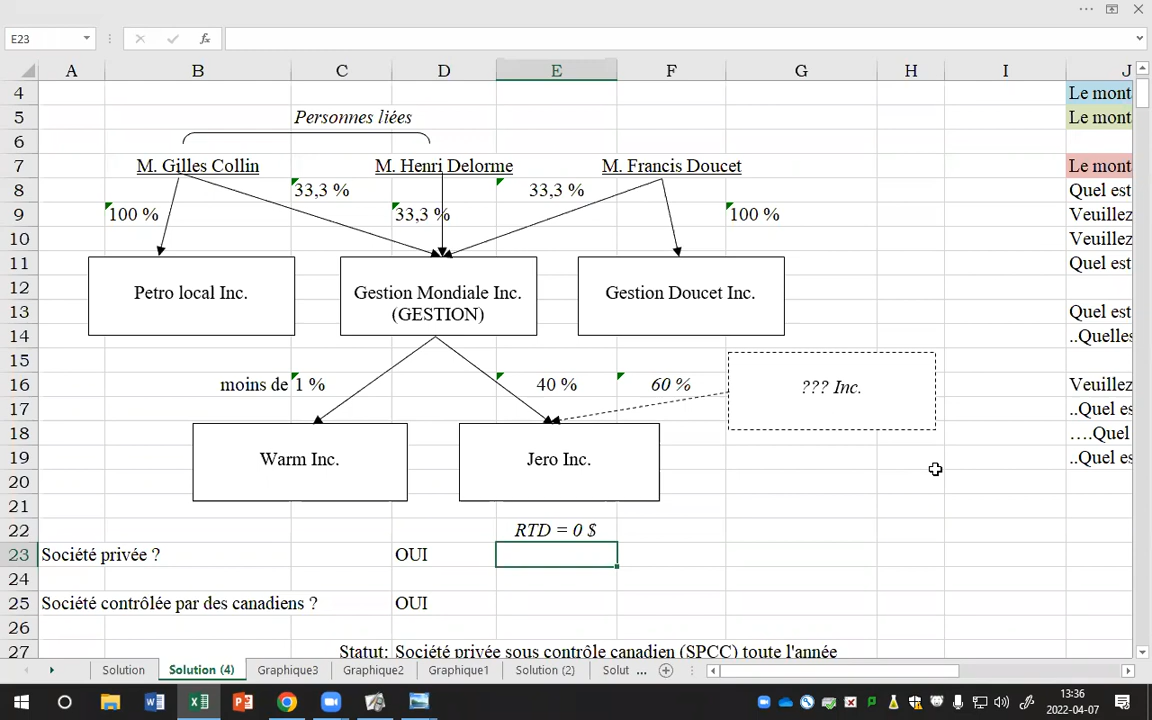 E23
fx
A B C D E F G H I J
4 Le mont
5 Personnes liées Le mont
6
7 M. Gilles Collin M. Henri Delorme M. Francis Doucet Le mont
8 33,3 % 33,3 % Quel est
9 100 % 33,3 % 100 % Veuillez
10 Veuillez
11 Quel est
12 Petro local Inc. Gestion Mondiale Inc. Gestion Doucet Inc.
13 (GESTION) Quel est
14 ..Quelles
15
16 moins de 1 % 40 % 60 % ??? Inc. Veuillez
17 ..Quel es
18 ….Quel
19 Warm Inc. Jero Inc. ..Quel es
20
21
22 RTD = 0 $
23 Société privée ? OUI
24
25 Société contrôlée par des canadiens ? OUI
26
27 Statut: Société privée sous contrôle canadien (SPCC) toute l'année
Solution Solution (4) Graphique3 Graphique2 Graphique1 Solution (2) Solut ...
13:36
2022-04-07